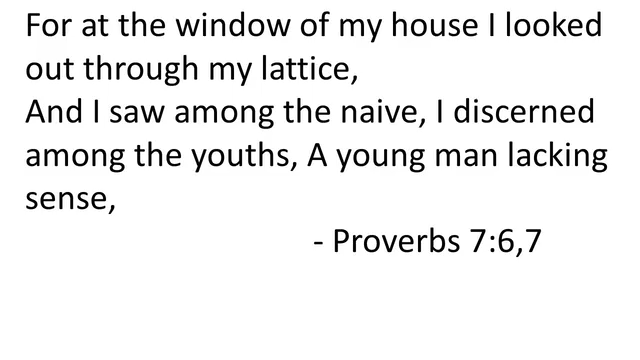 For at the window of my house I looked
out through my lattice,
And I saw among the naive, I discerned
among the youths, A young man lacking
sense,
- Proverbs 7:6,7